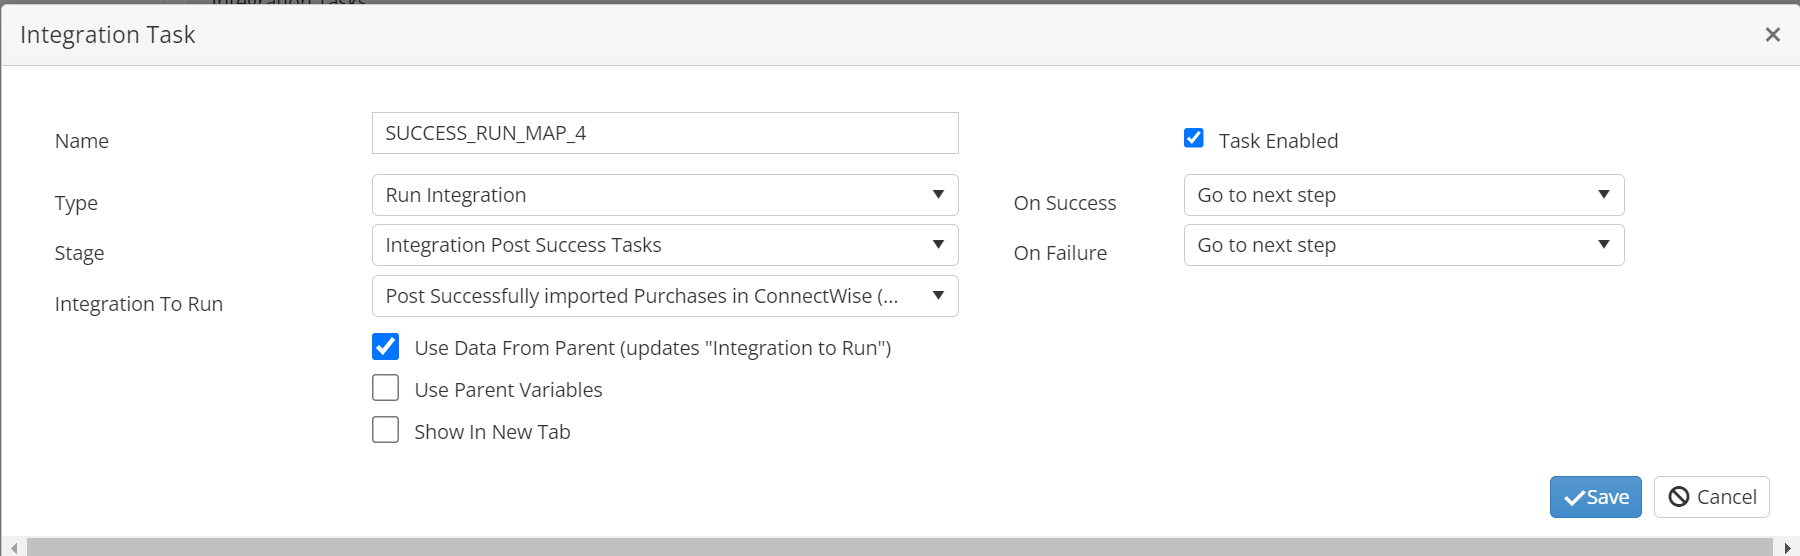 Integration Tasks
Integration Task
Name
SUCCESS_RUN_MAP_4
Task Enabled
Type
Run Integration
On Success
Go to next step
Stage
Integration Post Success Tasks
On Failure
Go to next step
Integration To Run
Post Successfully imported Purchases in ConnectWise (...
Use Data From Parent (updates "Integration to Run")
Use Parent Variables
Show In New Tab
Save
Cancel